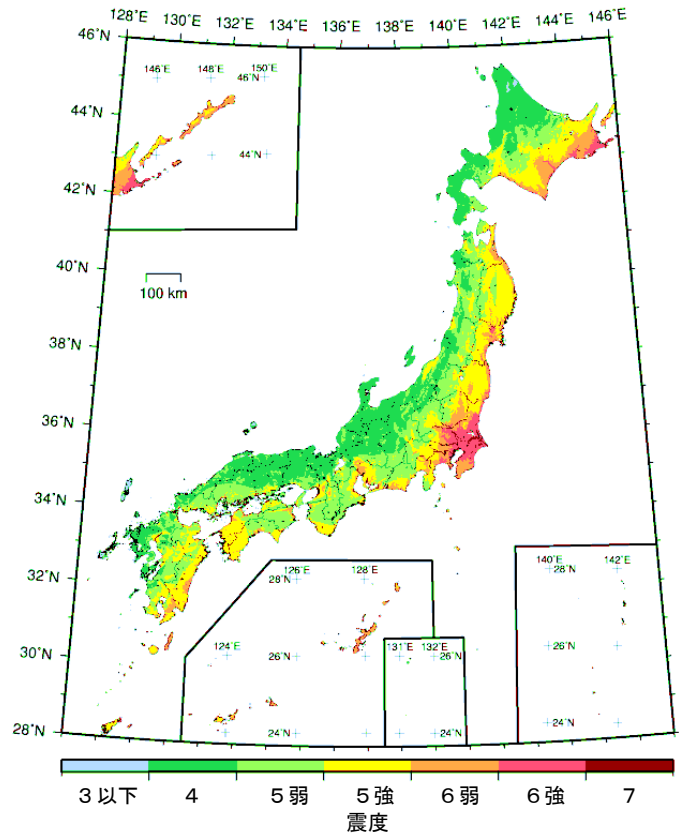 128°E 130°E 132°E 134°E 136°E 138°E 140°E 142°E 144°E 146°E
46°N
146°E 148°E 150°E
46°N
44°N
44°N
42°N
40°N
100 km
38°N
36°N
34°N
32°N
126°E 128°E
28°N
140°E 142°E
28°N
30°N
124°E
26°N
131°E 132°E
26°N
26°N
28°N
24°N
24°N
24°N
3以下 4 5弱 5強 6弱 6強 7
震度